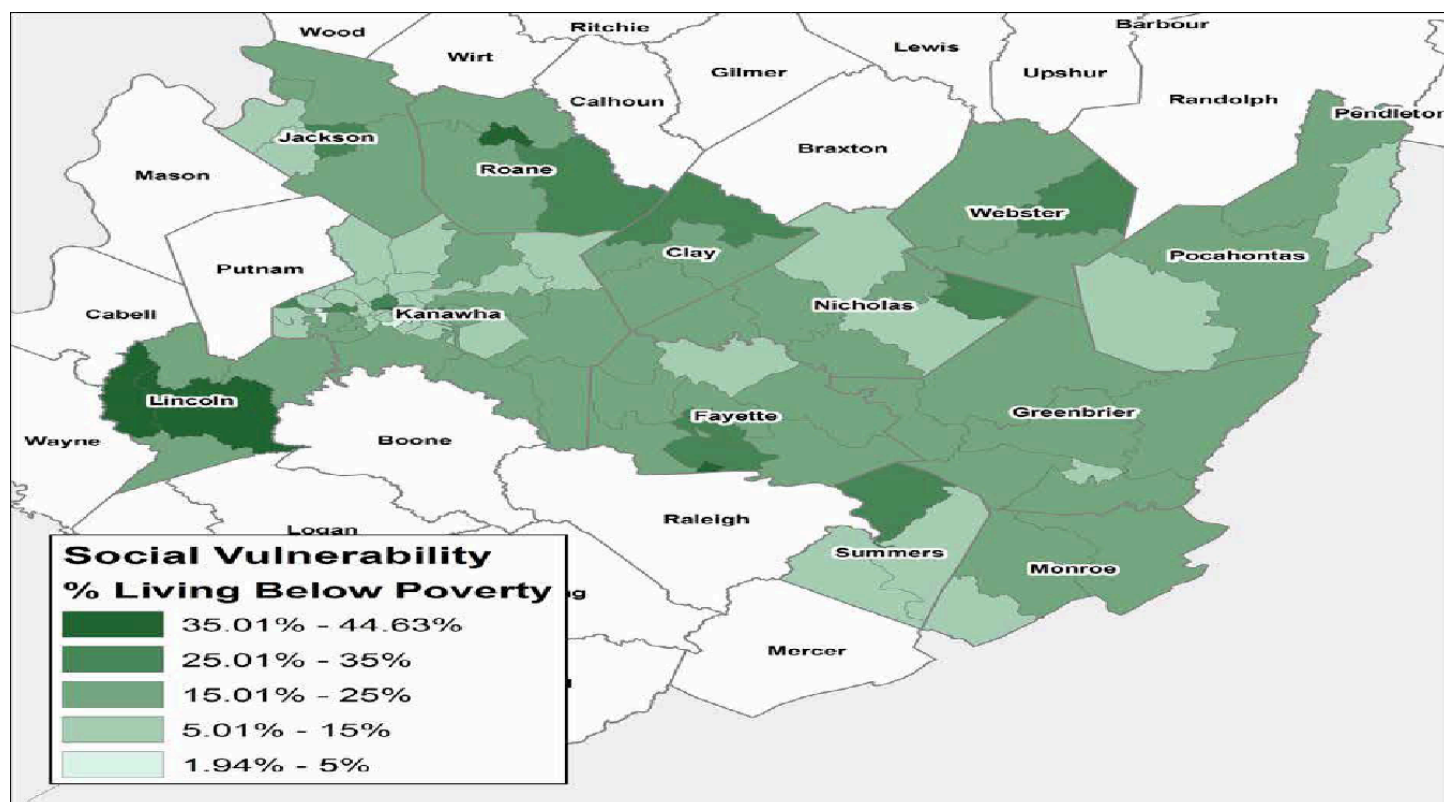 Barbour
Wood
Ritchie
Lewis
Wirt
Gilmer
Upshur
Calhoun
Randolph
Pendleton
Jackson
Braxton
Roane
Mason
Webster
Clay
Pocahontas
Putnam
Nicholas
Cabell
Kanawha
Lincoln
Greenbrier
Fayette
Wayne
Boone
Raleigh
Logan
Summers
Monroe
Mercer
Social Vulnerability
% Living Below Poverty
35.01% - 44.63%
25.01% - 35%
15.01% - 25%
5.01% - 15%
1.94% - 5%